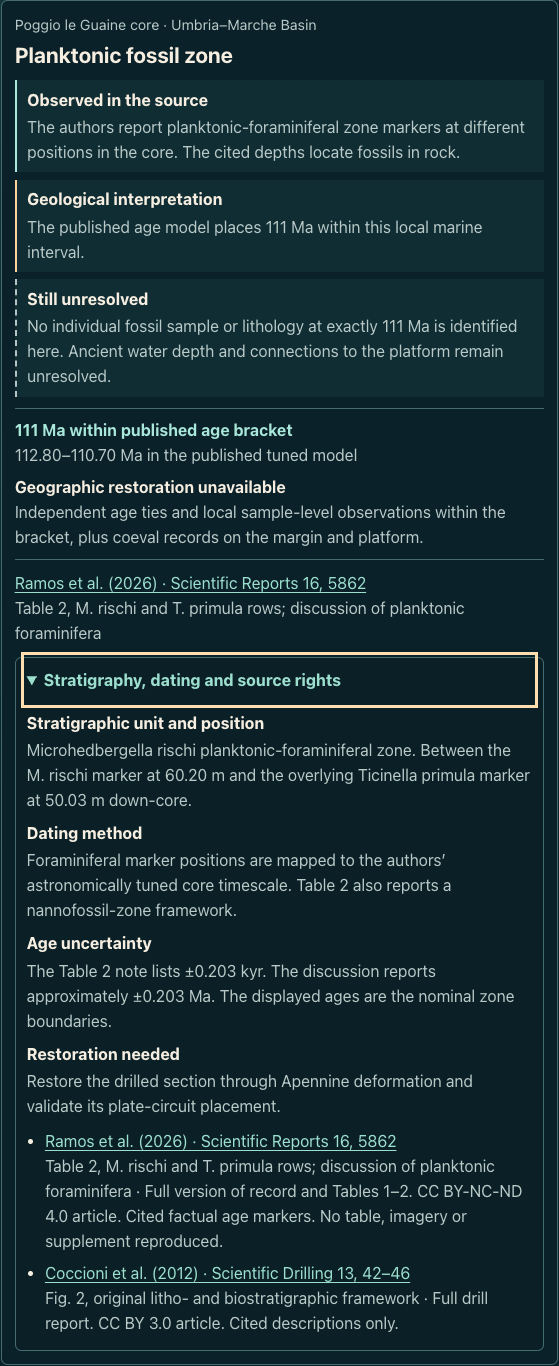 Poggio le Guaine core · Umbria–Marche Basin
Planktonic fossil zone
Observed in the source
The authors report planktonic-foraminiferal zone markers at different
positions in the core. The cited depths locate fossils in rock.
Geological interpretation
The published age model places 111 Ma within this local marine
interval.
Still unresolved
No individual fossil sample or lithology at exactly 111 Ma is identified
here. Ancient water depth and connections to the platform remain
unresolved.
111 Ma within published age bracket
112.80–110.70 Ma in the published tuned model
Geographic restoration unavailable
Independent age ties and local sample-level observations within the
bracket, plus coeval records on the margin and platform.
Ramos et al. (2026) · Scientific Reports 16, 5862
Table 2, M. rischi and T. primula rows; discussion of planktonic
foraminifera
▼ Stratigraphy, dating and source rights
Stratigraphic unit and position
Microhedbergella rischi planktonic-foraminiferal zone. Between the
M. rischi marker at 60.20 m and the overlying Ticinella primula marker
at 50.03 m down-core.
Dating method
Foraminiferal marker positions are mapped to the authors’
astronomically tuned core timescale. Table 2 also reports a
nannofossil-zone framework.
Age uncertainty
The Table 2 note lists ±0.203 kyr. The discussion reports
approximately ±0.203 Ma. The displayed ages are the nominal zone
boundaries.
Restoration needed
Restore the drilled section through Apennine deformation and
validate its plate-circuit placement.
• Ramos et al. (2026) · Scientific Reports 16, 5862
Table 2, M. rischi and T. primula rows; discussion of planktonic
foraminifera · Full version of record and Tables 1–2. CC BY-NC-ND
4.0 article. Cited factual age markers. No table, imagery or
supplement reproduced.
• Coccioni et al. (2012) · Scientific Drilling 13, 42–46
Fig. 2, original litho- and biostratigraphic framework · Full drill
report. CC BY 3.0 article. Cited descriptions only.